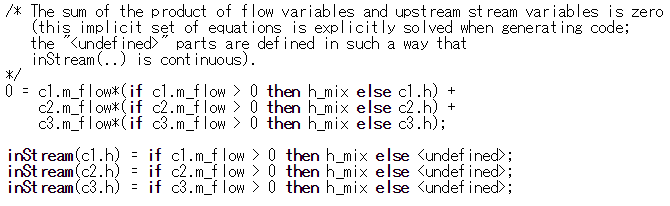 /* The sum of the product of flow variables and upstream stream variables is zero
(this implicit set of equations is explicitly solved when generating code;
the "<undefined>" parts are defined in such a way that
inStream(..) is continuous).
*/
0 = c1.m_flow*(if c1.m_flow > 0 then h_mix else c1.h) +
c2.m_flow*(if c2.m_flow > 0 then h_mix else c2.h) +
c3.m_flow*(if c3.m_flow > 0 then h_mix else c3.h);
inStream(c1.h) = if c1.m_flow > 0 then h_mix else <undefined>;
inStream(c2.h) = if c2.m_flow > 0 then h_mix else <undefined>;
inStream(c3.h) = if c3.m_flow > 0 then h_mix else <undefined>;